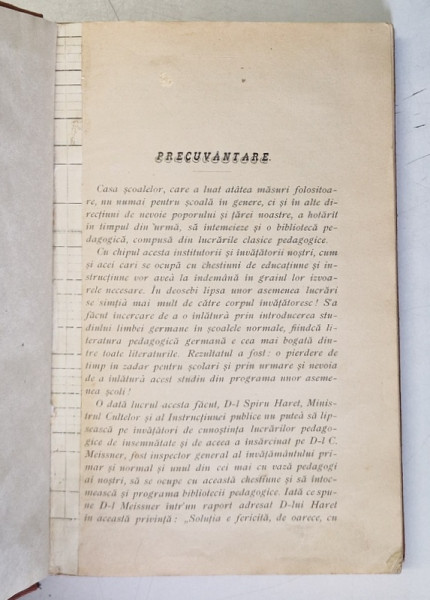 PRECUVÂNTARE.
Casa școalelor, care a luat atâtea măsuri folositoa-
re, nu numai pentru școală în genere, ci și în alte di-
recțiuni de nevoie poporului și țărei noastre, a hotărît
în timpul din urmă, să întemeieze și o bibliotecă pe-
dagogică, compusă din lucrările clasice pedagogice.
Cu chipul acesta institutorii și învățătorii noștri, cum
și acei cari se ocupă cu chestiuni de educațiune și in-
strucțiune vor aveà la îndemână în graiul lor izvoa-
rele necesare. În deosebi lipsa unor asemenea lucrări
se simțià mai mult de către corpul învățătoresc! S'a
făcut încercare de a o înlătură prin introducerea stu-
diului limbei germane în școalele normale, fiindcă li-
teratura pedagogică germană e cea mai bogată din-
tre toate literaturile. Rezultatul a fost: o pierdere de
timp în zadar pentru școlari și prin urmare și nevoia
de a înlătură acest studiu din programa unor aseme-
nea școli!
O dată lucrul acesta făcut, D-l Spiru Haret, Minis-
trul Cultelor și al Instrucțiunei publice nu puteà să lip-
sească pe învățători de cunoștința lucrărilor pedago-
gice de însemnătate și de aceea a însărcinat pe D-l C.
Meissner, fost inspector general al învățământului pri-
mar și normal și unul din cei mai cu vază pedagogi
ai noștri, să se ocupe cu această chestiune și să întoc-
mească și programa bibliotecii pedagogice. Iată ce spu-
ne D-l Meissner într'un raport adresat D-lui Haret
în această privință: „Soluția e fericită, de oarece, cu